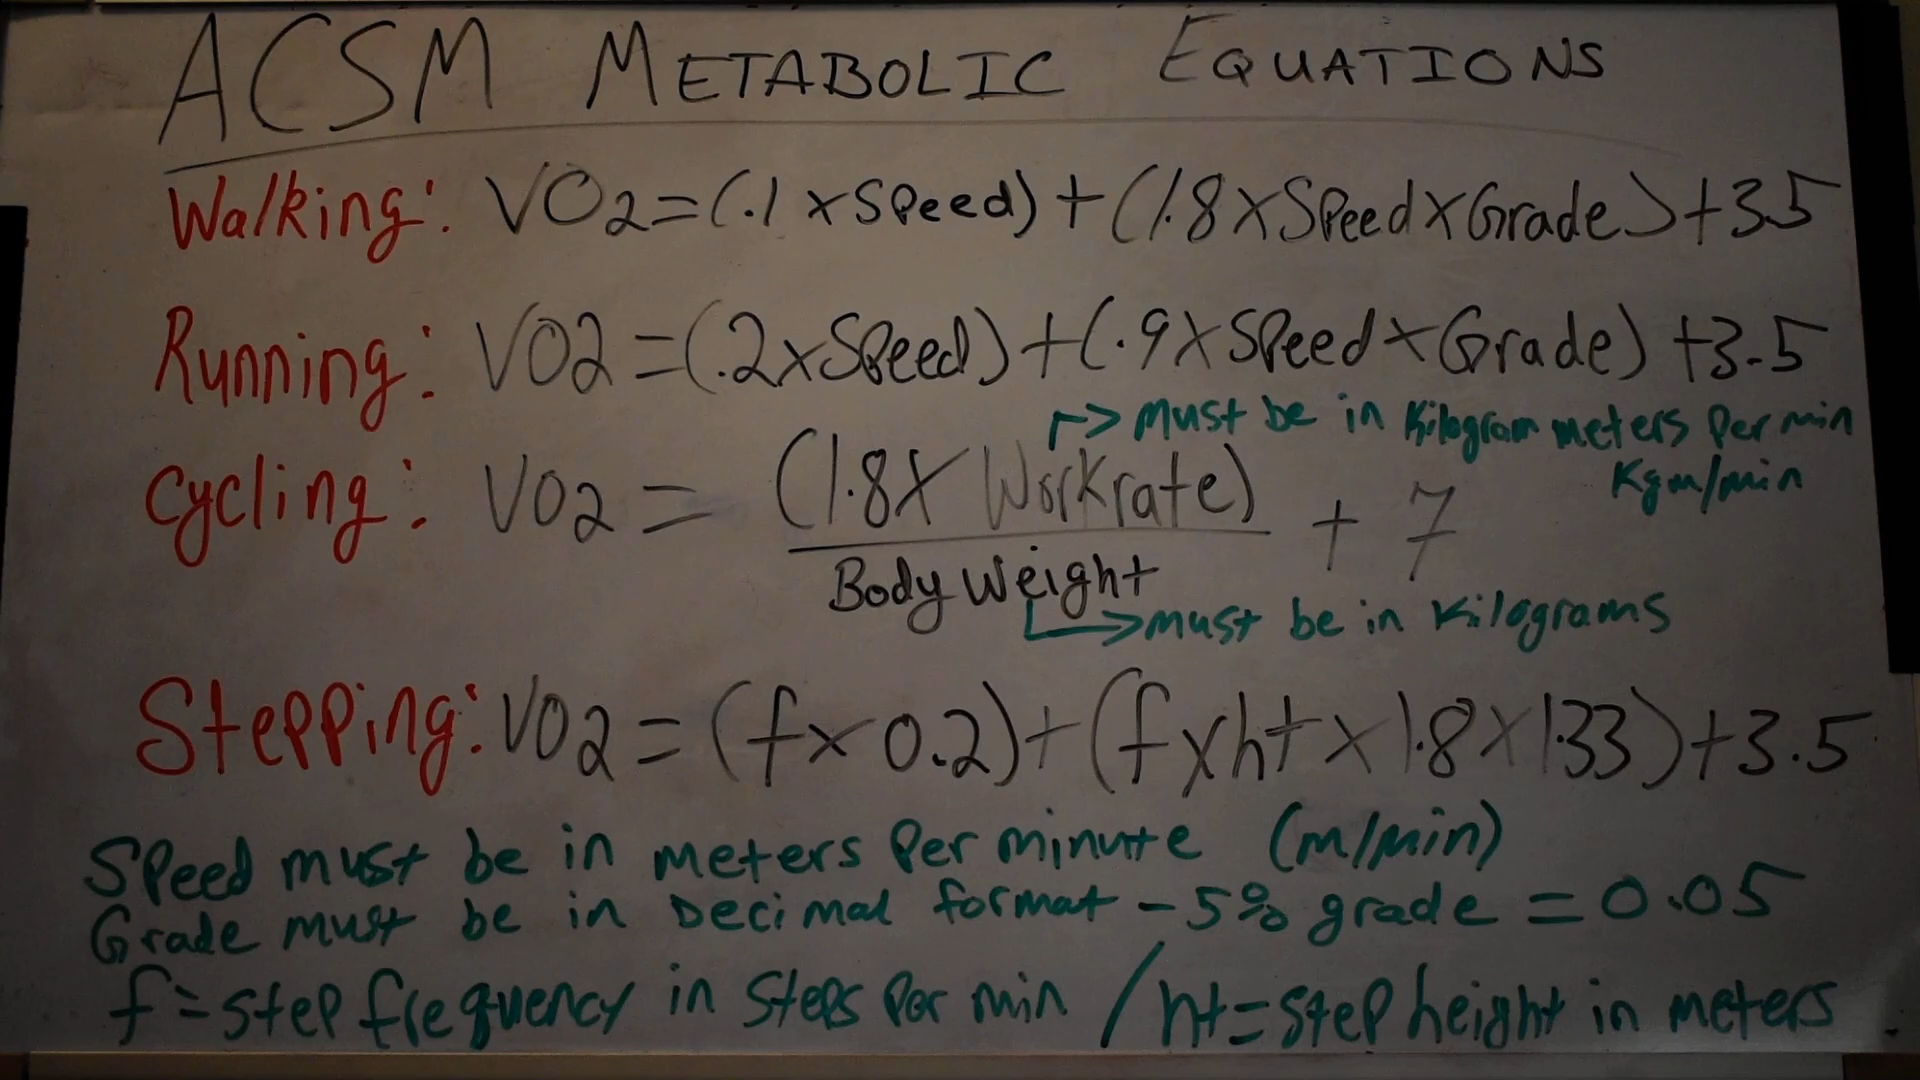 ACSM METABOLIC EQUATIONS
Walking: VO2=(.1 x Speed) + (1.8 x Speed x Grade) + 3.5
Running: VO2 = (.2 x Speed) + (.9 x Speed x Grade) + 3.5
→ must be in Kilogram meters Per min
Kgm/min
Cycling: VO2 = (1.8 x Workrate) + 7
Body Weight
→ must be in Kilograms
Stepping: VO2 = (f x 0.2) + (f x ht x 1.8 x 1.33) + 3.5
Speed must be in meters Per minute (m/min)
Grade must be in Decimal format - 5% grade = 0.05
f = step frequency in Steps Per min / ht = step height in meters